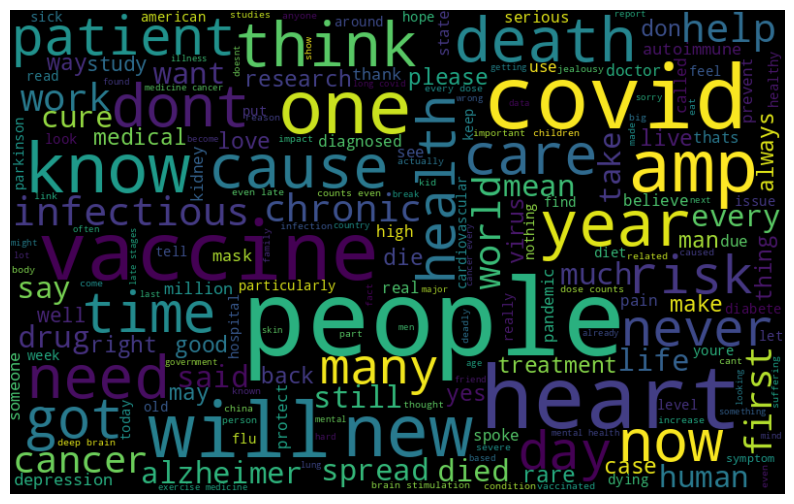 sick
american
studies
anyone
hope
around
state
serious
report
patient
think
death
help
don
covid
way
study
doesnt
show
want
read
illness
found
medicine cancer
long covid
research
thank
put
please
use
doctor
getting
jealousy
feel
autoimmune
called
prevent
healthy
work
dont
one
cure
reason
every dose
keep
wrong
data
sorry
eat
made
big
important children
live
thats
parkinson
look
medical
become
love
impact
diagnosed
see
actually
health
care
take
amp
always
know
cause
kidney
link
even late
counts even
break
kid
cardiovascular
world
mean
find
believe
next
issue
infectious
chronic
infection
country
nothing
virus
year
every
man
due
thing
might
often
lot
tell
vaccine
mask
family
high
die
diet
related
caused
body
come
late stages
particularly
real
major
cancer every
really
pandemic
dose counts
much
risk
say
time
last
million
hospital
fact
skin
part
men
people
deadly
already
pain
make
diabete
let
well
drug
right
good
week
government
many
age
treatment
never
youre
cant
life
looking
suffering
need
said
back
friend
yes
someone
today
known
may
old
china
person
protect
still
thought
heart
level
something
increase
first
got
will
new
flu
mental
hard
spoke
severe
day
mental health
now
mind
even
deep brain
cancer
alzheimer
lung
based
spread
died
rare
case
human
symptom
depression
exercise medicine
brain stimulation
condition
vaccinated
dying